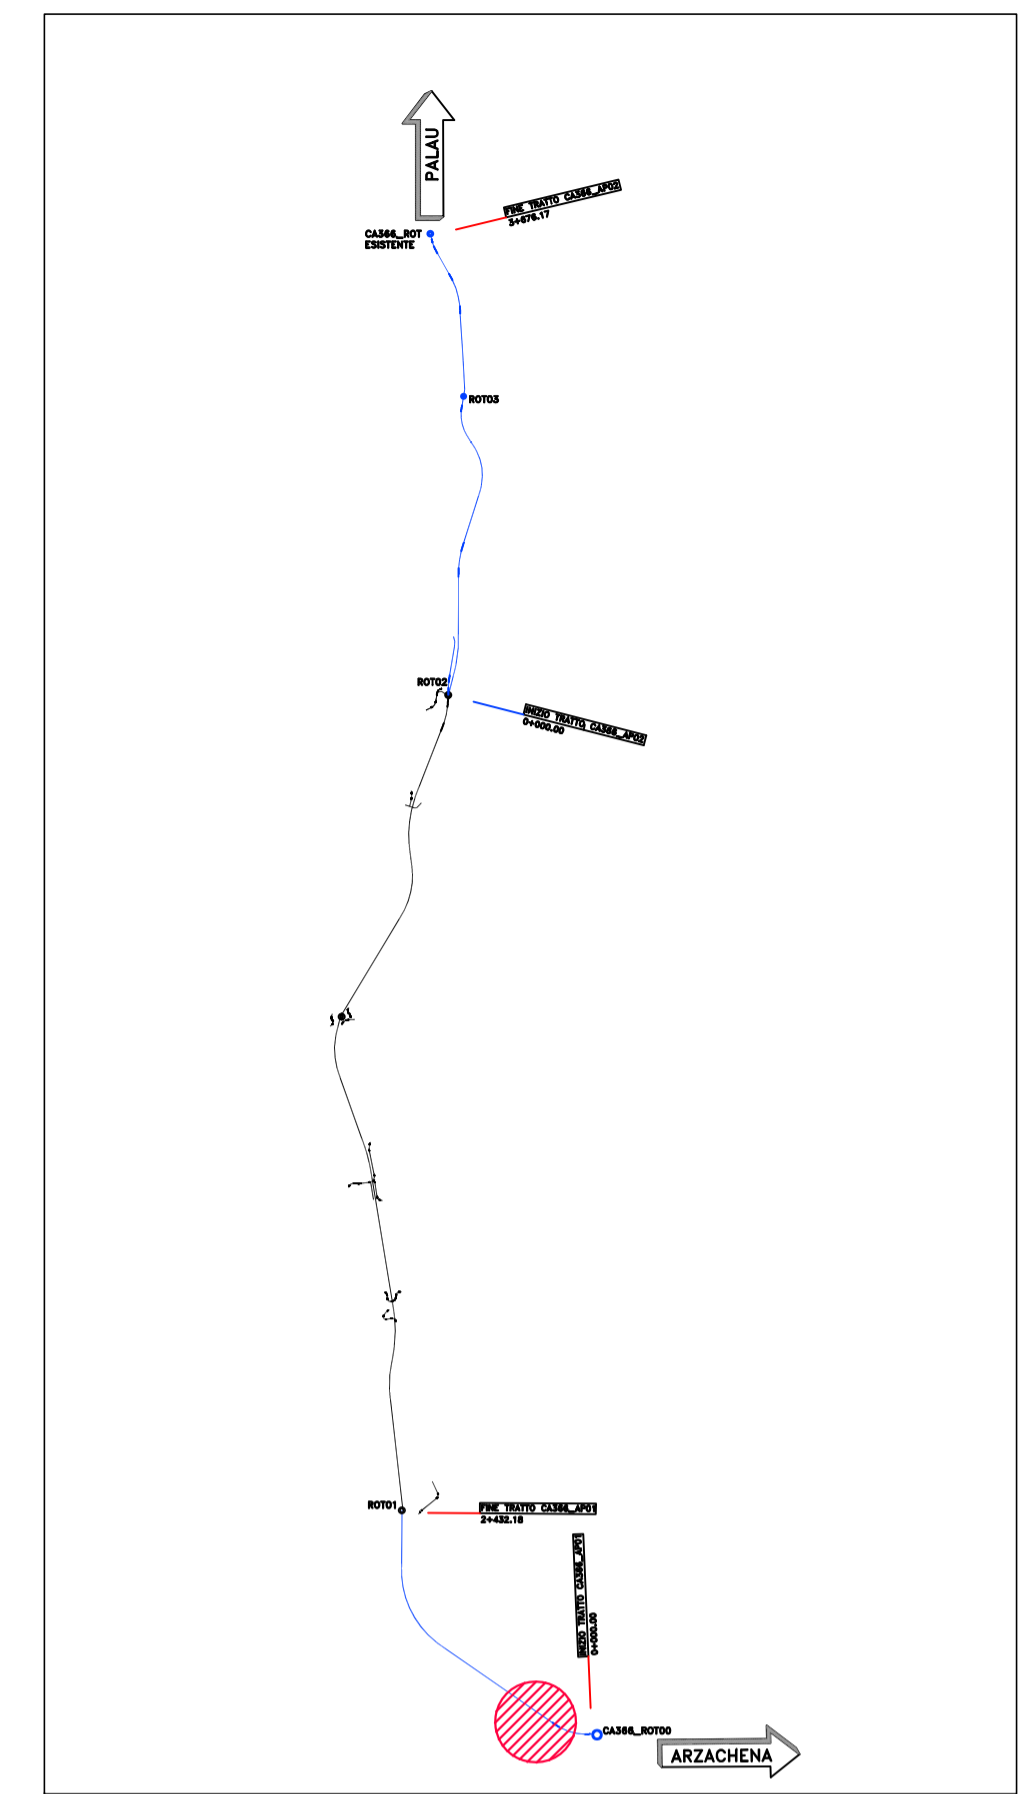 PALAU
FINE TRATTO CA366_AP02
3+676.17
CA366_ROT
ESISTENTE
ROT03
ROT02
INIZIO TRATTO CA366_AP02
0+000.00
ROT01
FINE TRATTO CA366_AP01
2+432.18
INIZIO TRATTO CA366_AP01
0+000.00
CA366_ROT00
ARZACHENA